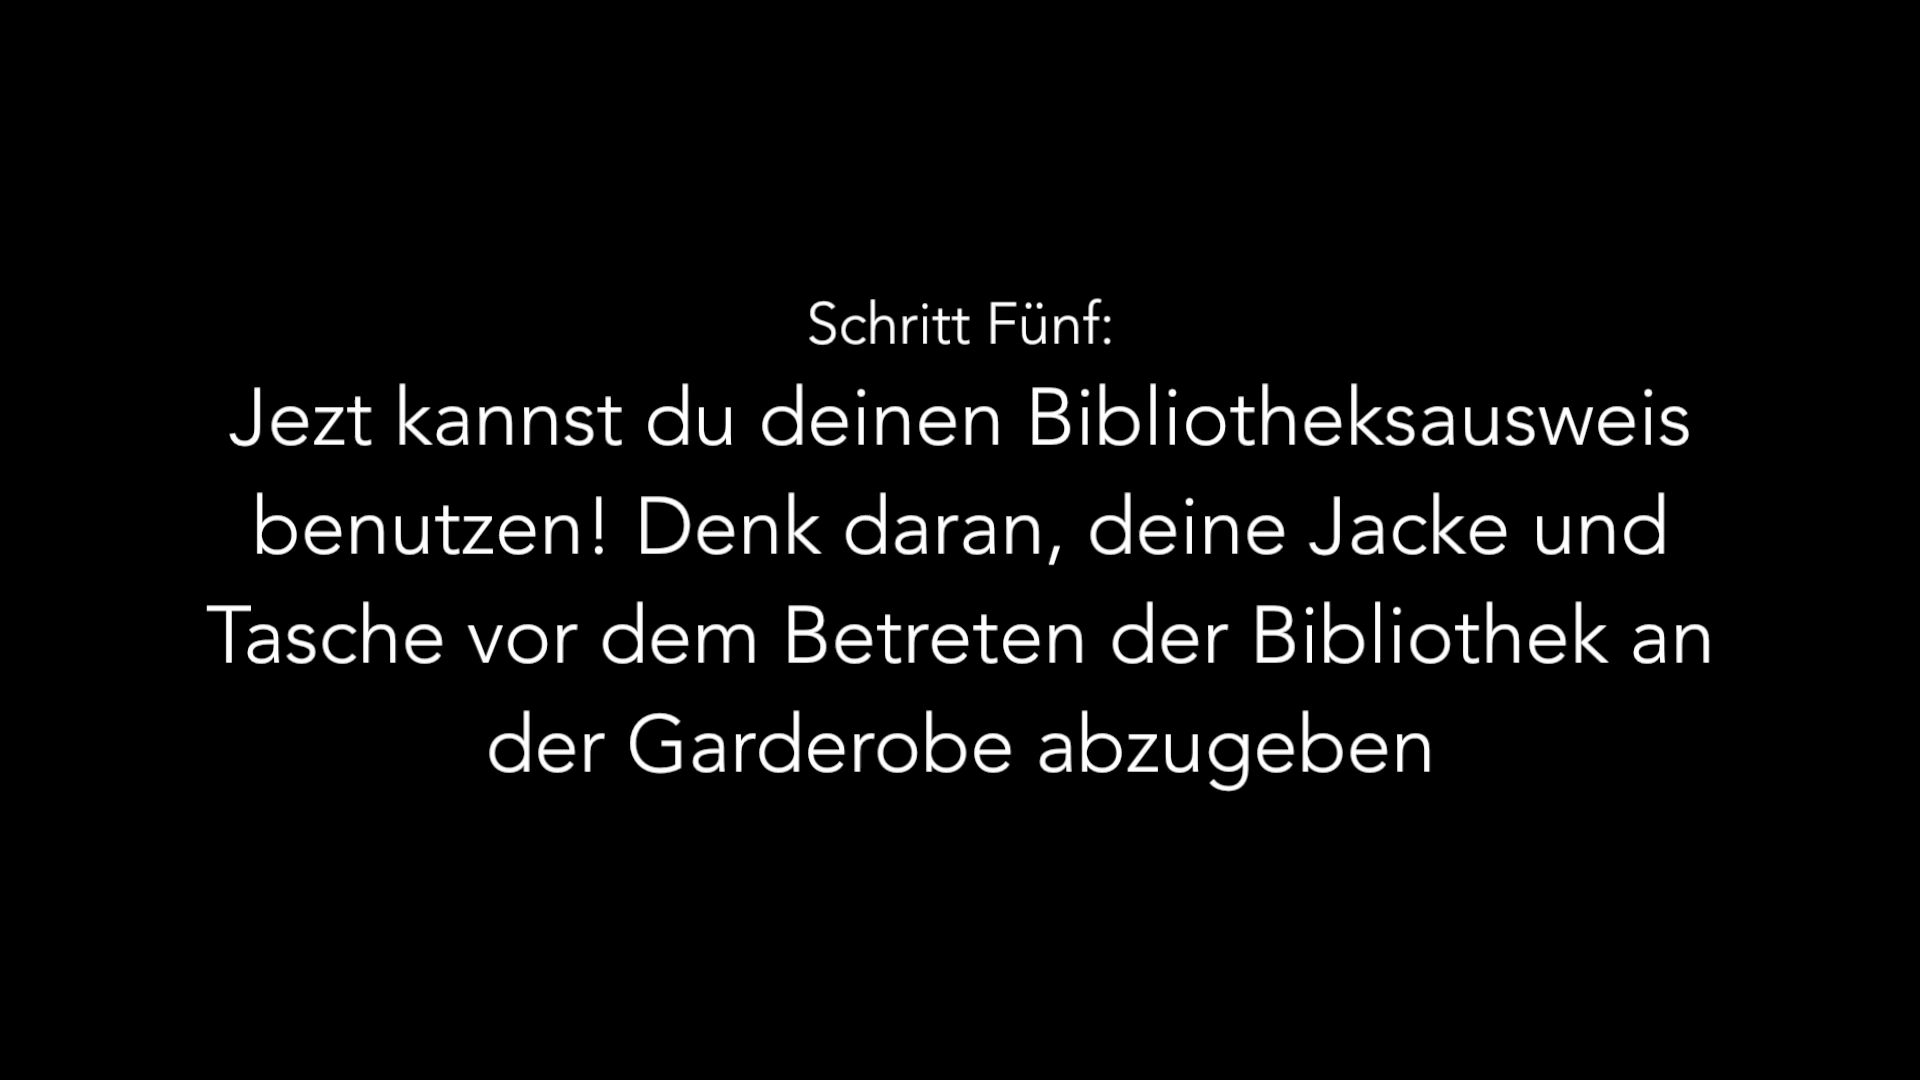 Schritt Fünf:
Jezt kannst du deinen Bibliotheksausweis
benutzen! Denk daran, deine Jacke und
Tasche vor dem Betreten der Bibliothek an
der Garderobe abzugeben